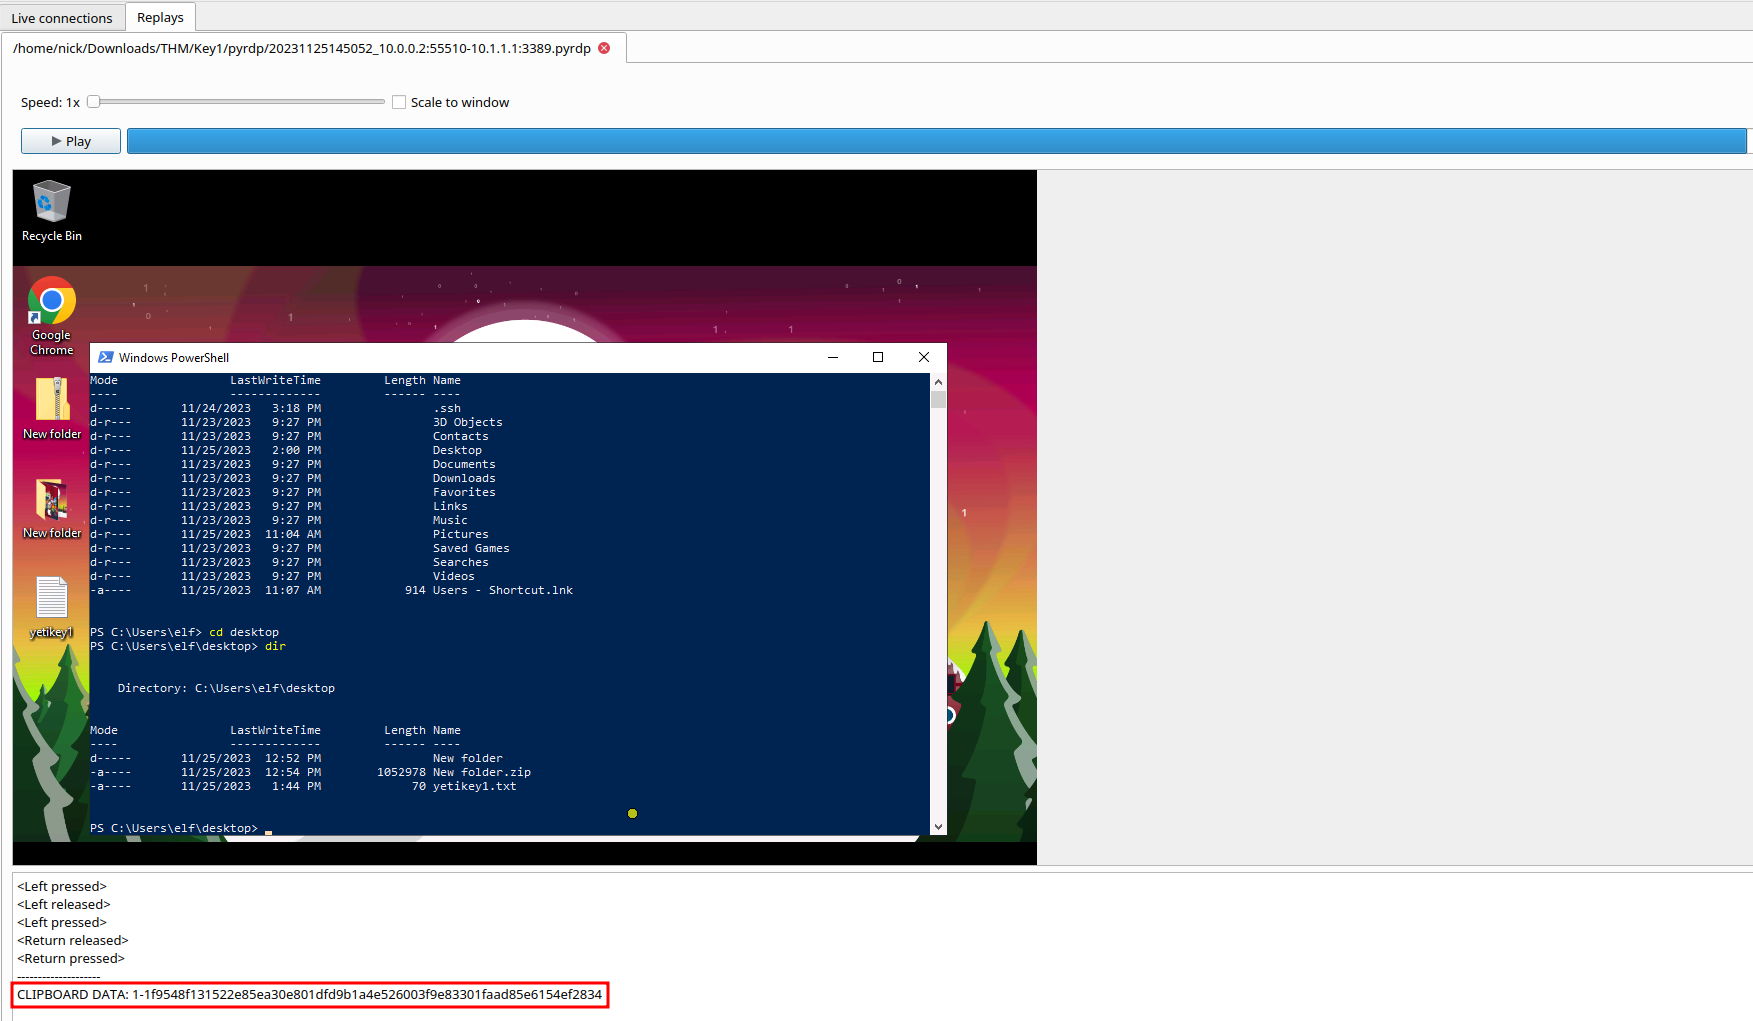 Live connections
Replays
/home/nick/Downloads/THM/Key1/pyrdp/20231125145052_10.0.0.2:55510-10.1.1.1:3389.pyrdp
Speed: 1x
Scale to window
Play
Recycle Bin
Google
Chrome
New folder
New folder
yetikey1
Windows PowerShell
Mode                LastWriteTime         Length Name
----                -------------         ------ ----
d-----       11/24/2023   3:18 PM                .ssh
d-r---       11/23/2023   9:27 PM                3D Objects
d-r---       11/23/2023   9:27 PM                Contacts
d-r---       11/25/2023   2:00 PM                Desktop
d-r---       11/23/2023   9:27 PM                Documents
d-r---       11/23/2023   9:27 PM                Downloads
d-r---       11/23/2023   9:27 PM                Favorites
d-r---       11/23/2023   9:27 PM                Links
d-r---       11/23/2023   9:27 PM                Music
d-r---       11/25/2023  11:04 AM                Pictures
d-r---       11/23/2023   9:27 PM                Saved Games
d-r---       11/23/2023   9:27 PM                Searches
d-r---       11/23/2023   9:27 PM                Videos
-a----       11/25/2023  11:07 AM            914 Users - Shortcut.lnk
PS C:\Users\elf> cd desktop
PS C:\Users\elf\desktop> dir
Directory: C:\Users\elf\desktop
Mode                LastWriteTime         Length Name
----                -------------         ------ ----
d-----       11/25/2023  12:52 PM                New folder
-a----       11/25/2023  12:54 PM        1052978 New folder.zip
-a----       11/25/2023   1:44 PM             70 yetikey1.txt
PS C:\Users\elf\desktop>
<Left pressed>
<Left released>
<Left pressed>
<Return released>
<Return pressed>
--------------------
CLIPBOARD DATA: 1-1f9548f131522e85ea30e801dfd9b1a4e526003f9e83301faad85e6154ef2834